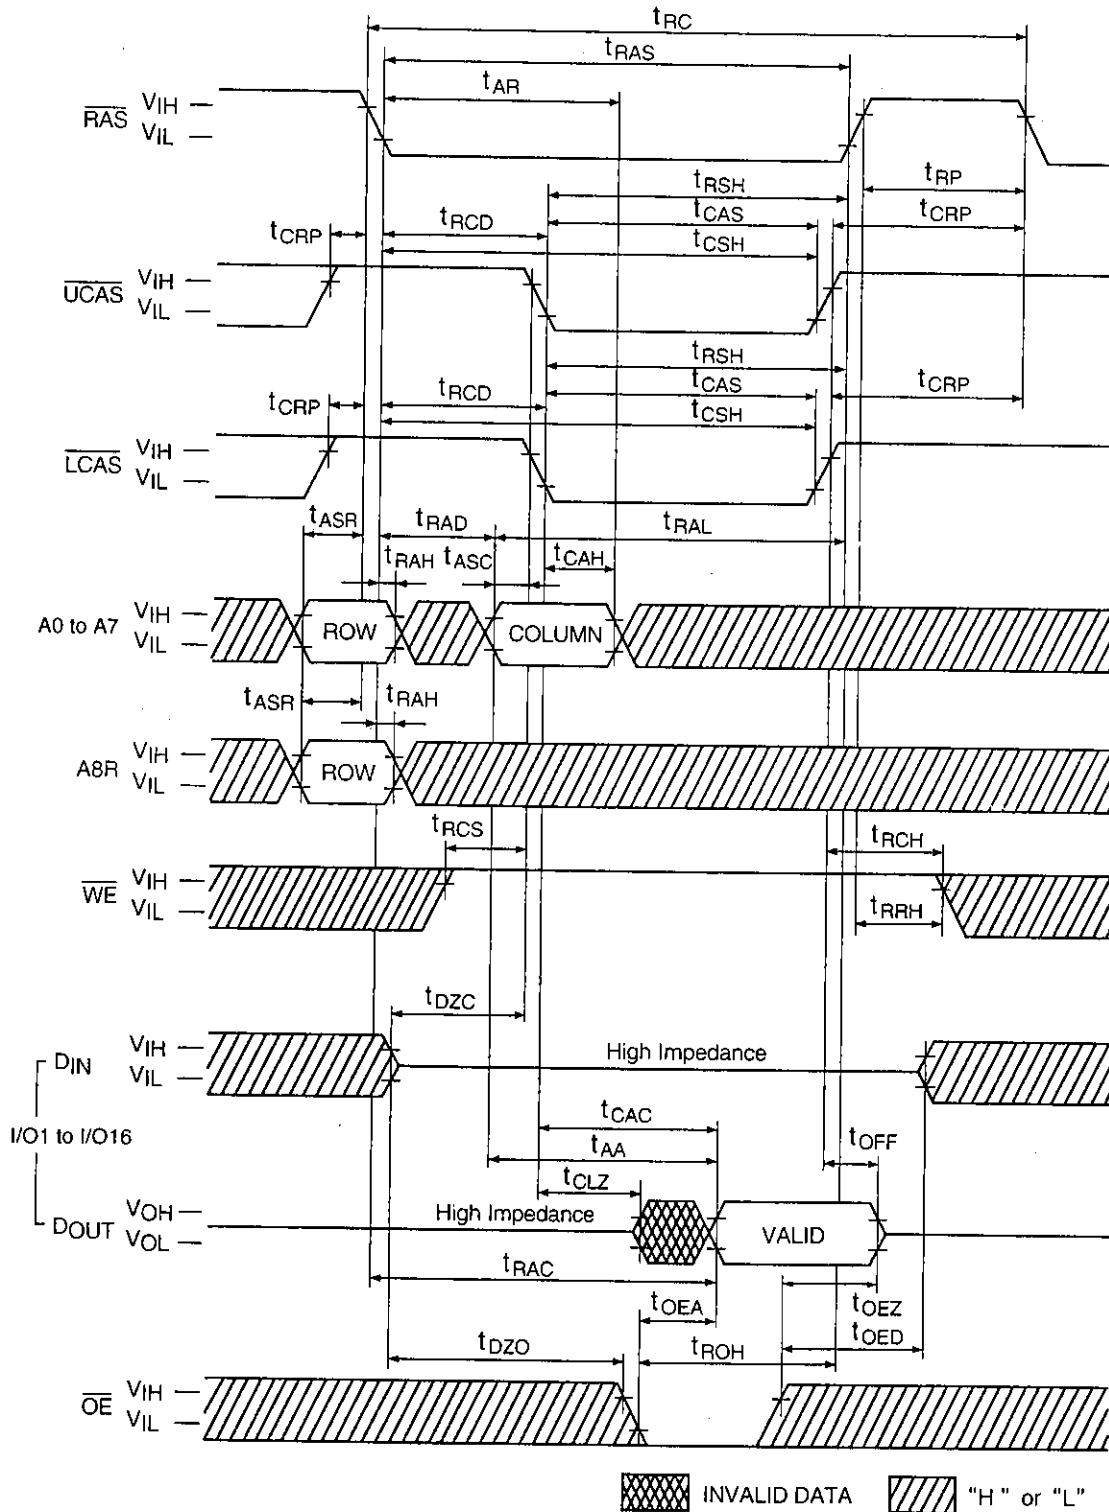 tRC
tRAS
tAR
RAS VIH
VIL
tRSH
tRP
tCAS
tCRP
tRCD
tCRP
tCSH
UCAS VIH
VIL
tRSH
tCAS
tCRP
tRCD
tCRP
tCSH
LCAS VIH
VIL
tASR
tRAD
tRAL
tRAH
tASC
tCAH
A0 to A7 VIH
VIL
ROW
COLUMN
tASR
tRAH
A8R VIH
VIL
ROW
tRCS
tRCH
WE VIH
VIL
tRRH
tDZC
DIN VIH
VIL
High Impedance
I/O1 to I/O16
tCAC
tOFF
tAA
tCLZ
DOUT VOH
VOL
High Impedance
VALID
tRAC
tOEA
tOEZ
tOED
tDZO
tROH
OE VIH
VIL
INVALID DATA
"H" or "L"